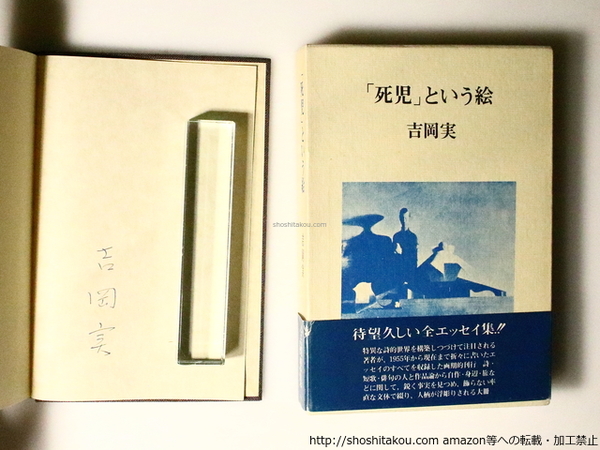 吉岡実
「死児」という絵
吉岡実
待望久しい全エッセイ集!!
特異な詩的世界を構築しつづけて注目される
著者が、1955年から現在まで折々に書いたエ
ッセイのすべてを収録した画期的刊行 詩・
短歌・俳句の人と作品論から自作・身辺・旅な
どに関して、鋭く事実を見つめ、飾らない率
直な文体で綴り、人柄が浮彫りされる大冊
shoshitakou.com
http://shoshitakou.com amazon等への転載・加工禁止